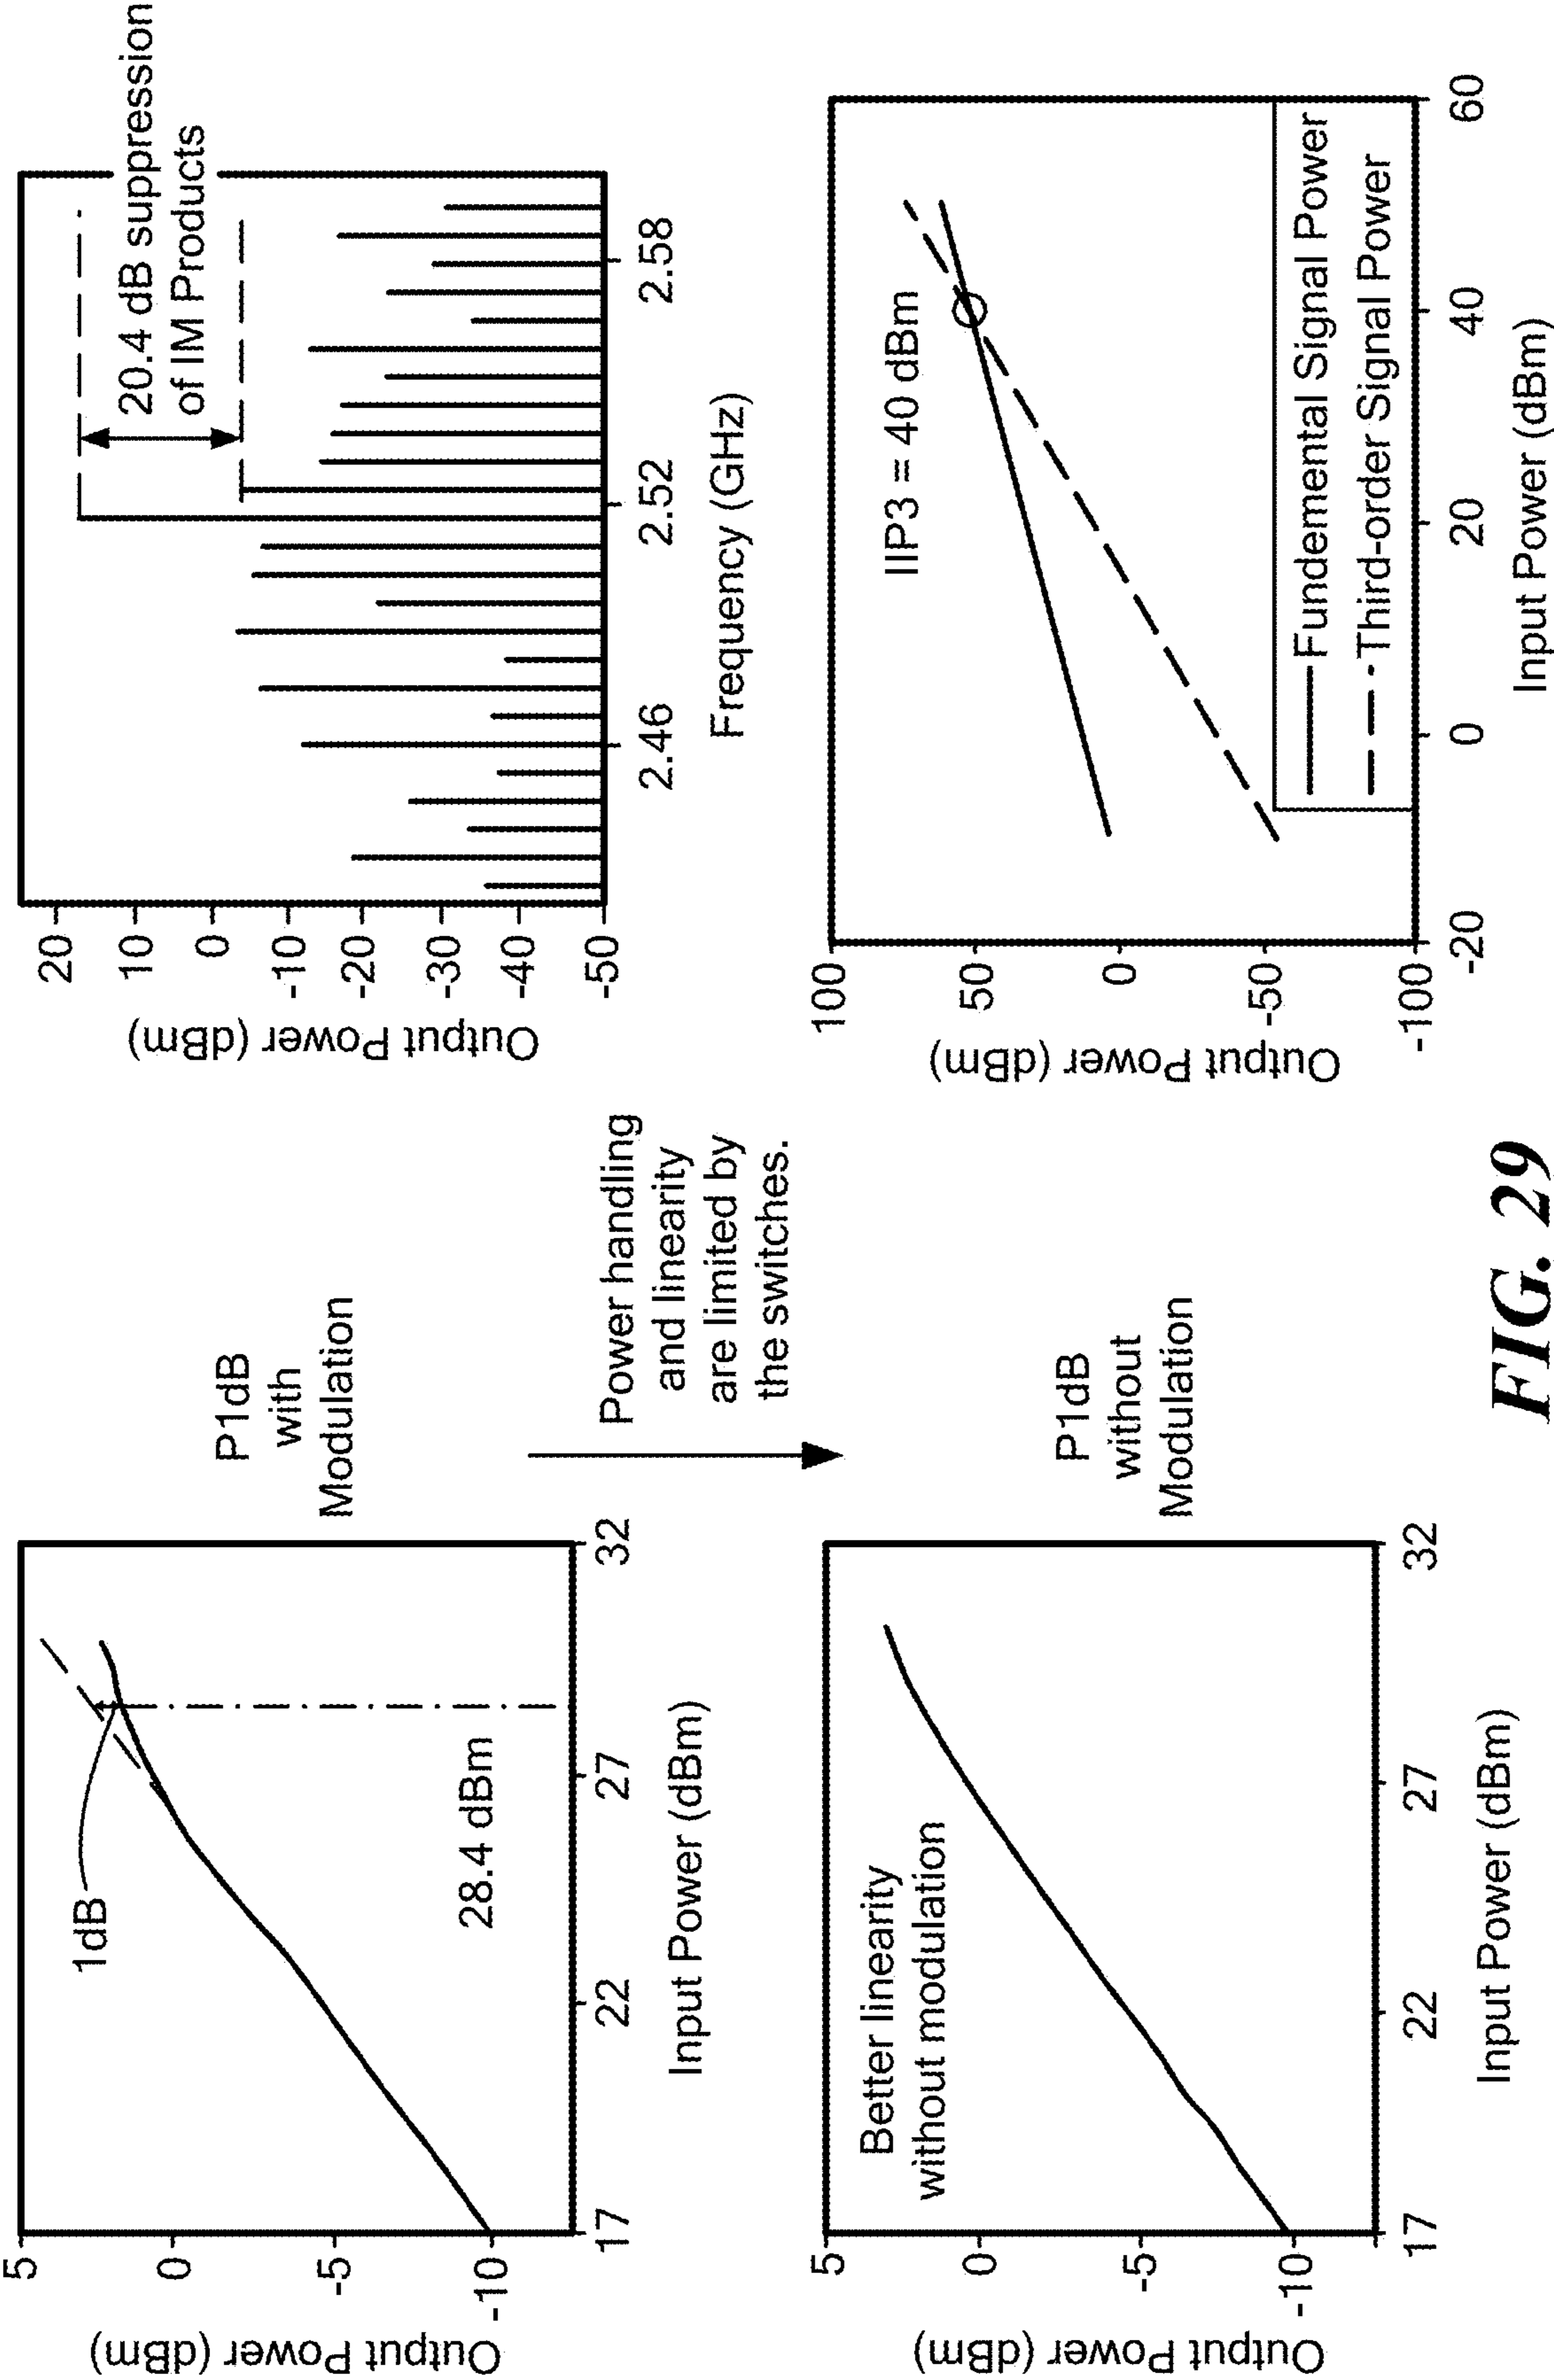 5
0
-5
-10
Output Power (dBm)
17
22
27
32
Input Power (dBm)
1dB
28.4 dBm
P1dB
with
Modulation
Power handling
and linearity
are limited by
the switches.
20
10
0
-10
-20
-30
-40
-50
Output Power (dBm)
2.46
2.52
2.58
Frequency (GHz)
20.4 dB suppression
of IM Products
5
0
-5
-10
Output Power (dBm)
17
22
27
32
Input Power (dBm)
Better linearity
without modulation
P1dB
without
Modulation
100
50
0
-50
-100
Output Power (dBm)
-20
0
20
40
60
Input Power (dBm)
IIP3 = 40 dBm
Fundemental Signal Power
Third-order Signal Power
FIG. 29